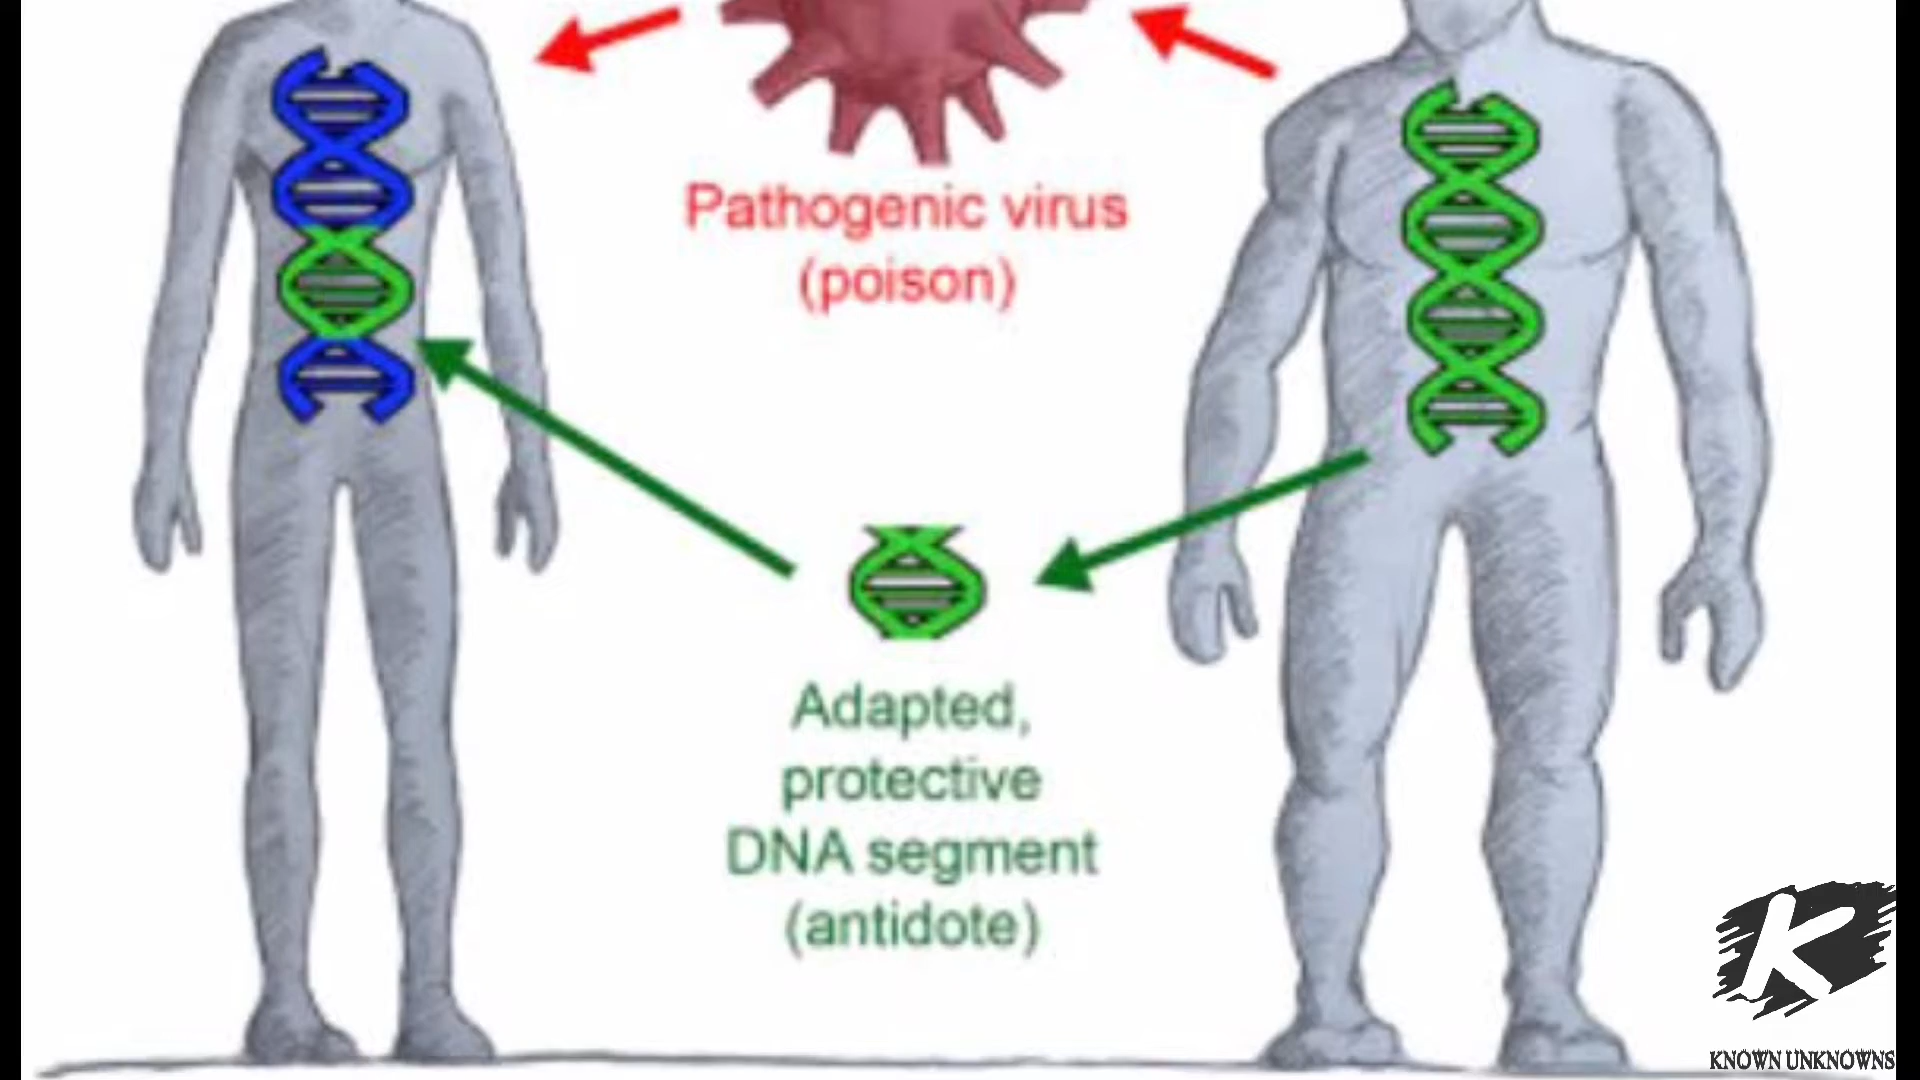 Pathogenic virus
(poison)
Adapted,
protective
DNA segment
(antidote)
K
KNOWN UNKNOWNS